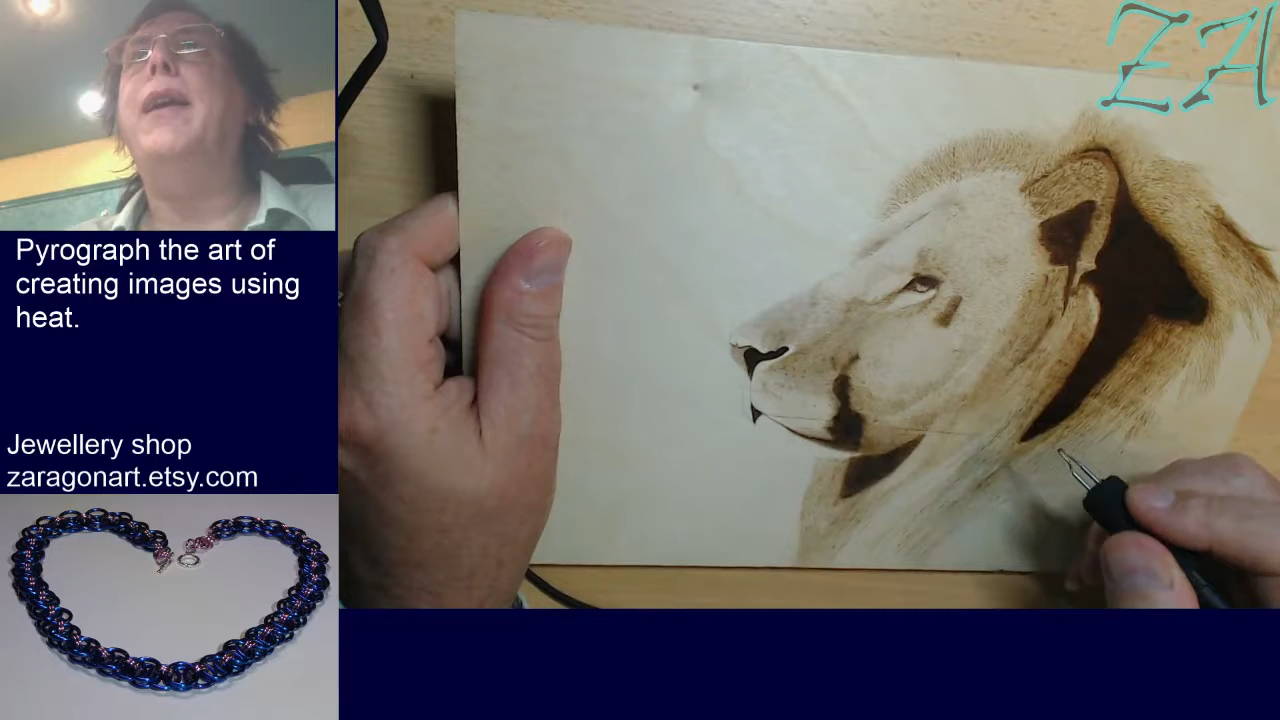 ZA
Pyrograph the art of
creating images using
heat.
Jewellery shop
zaragonart.etsy.com